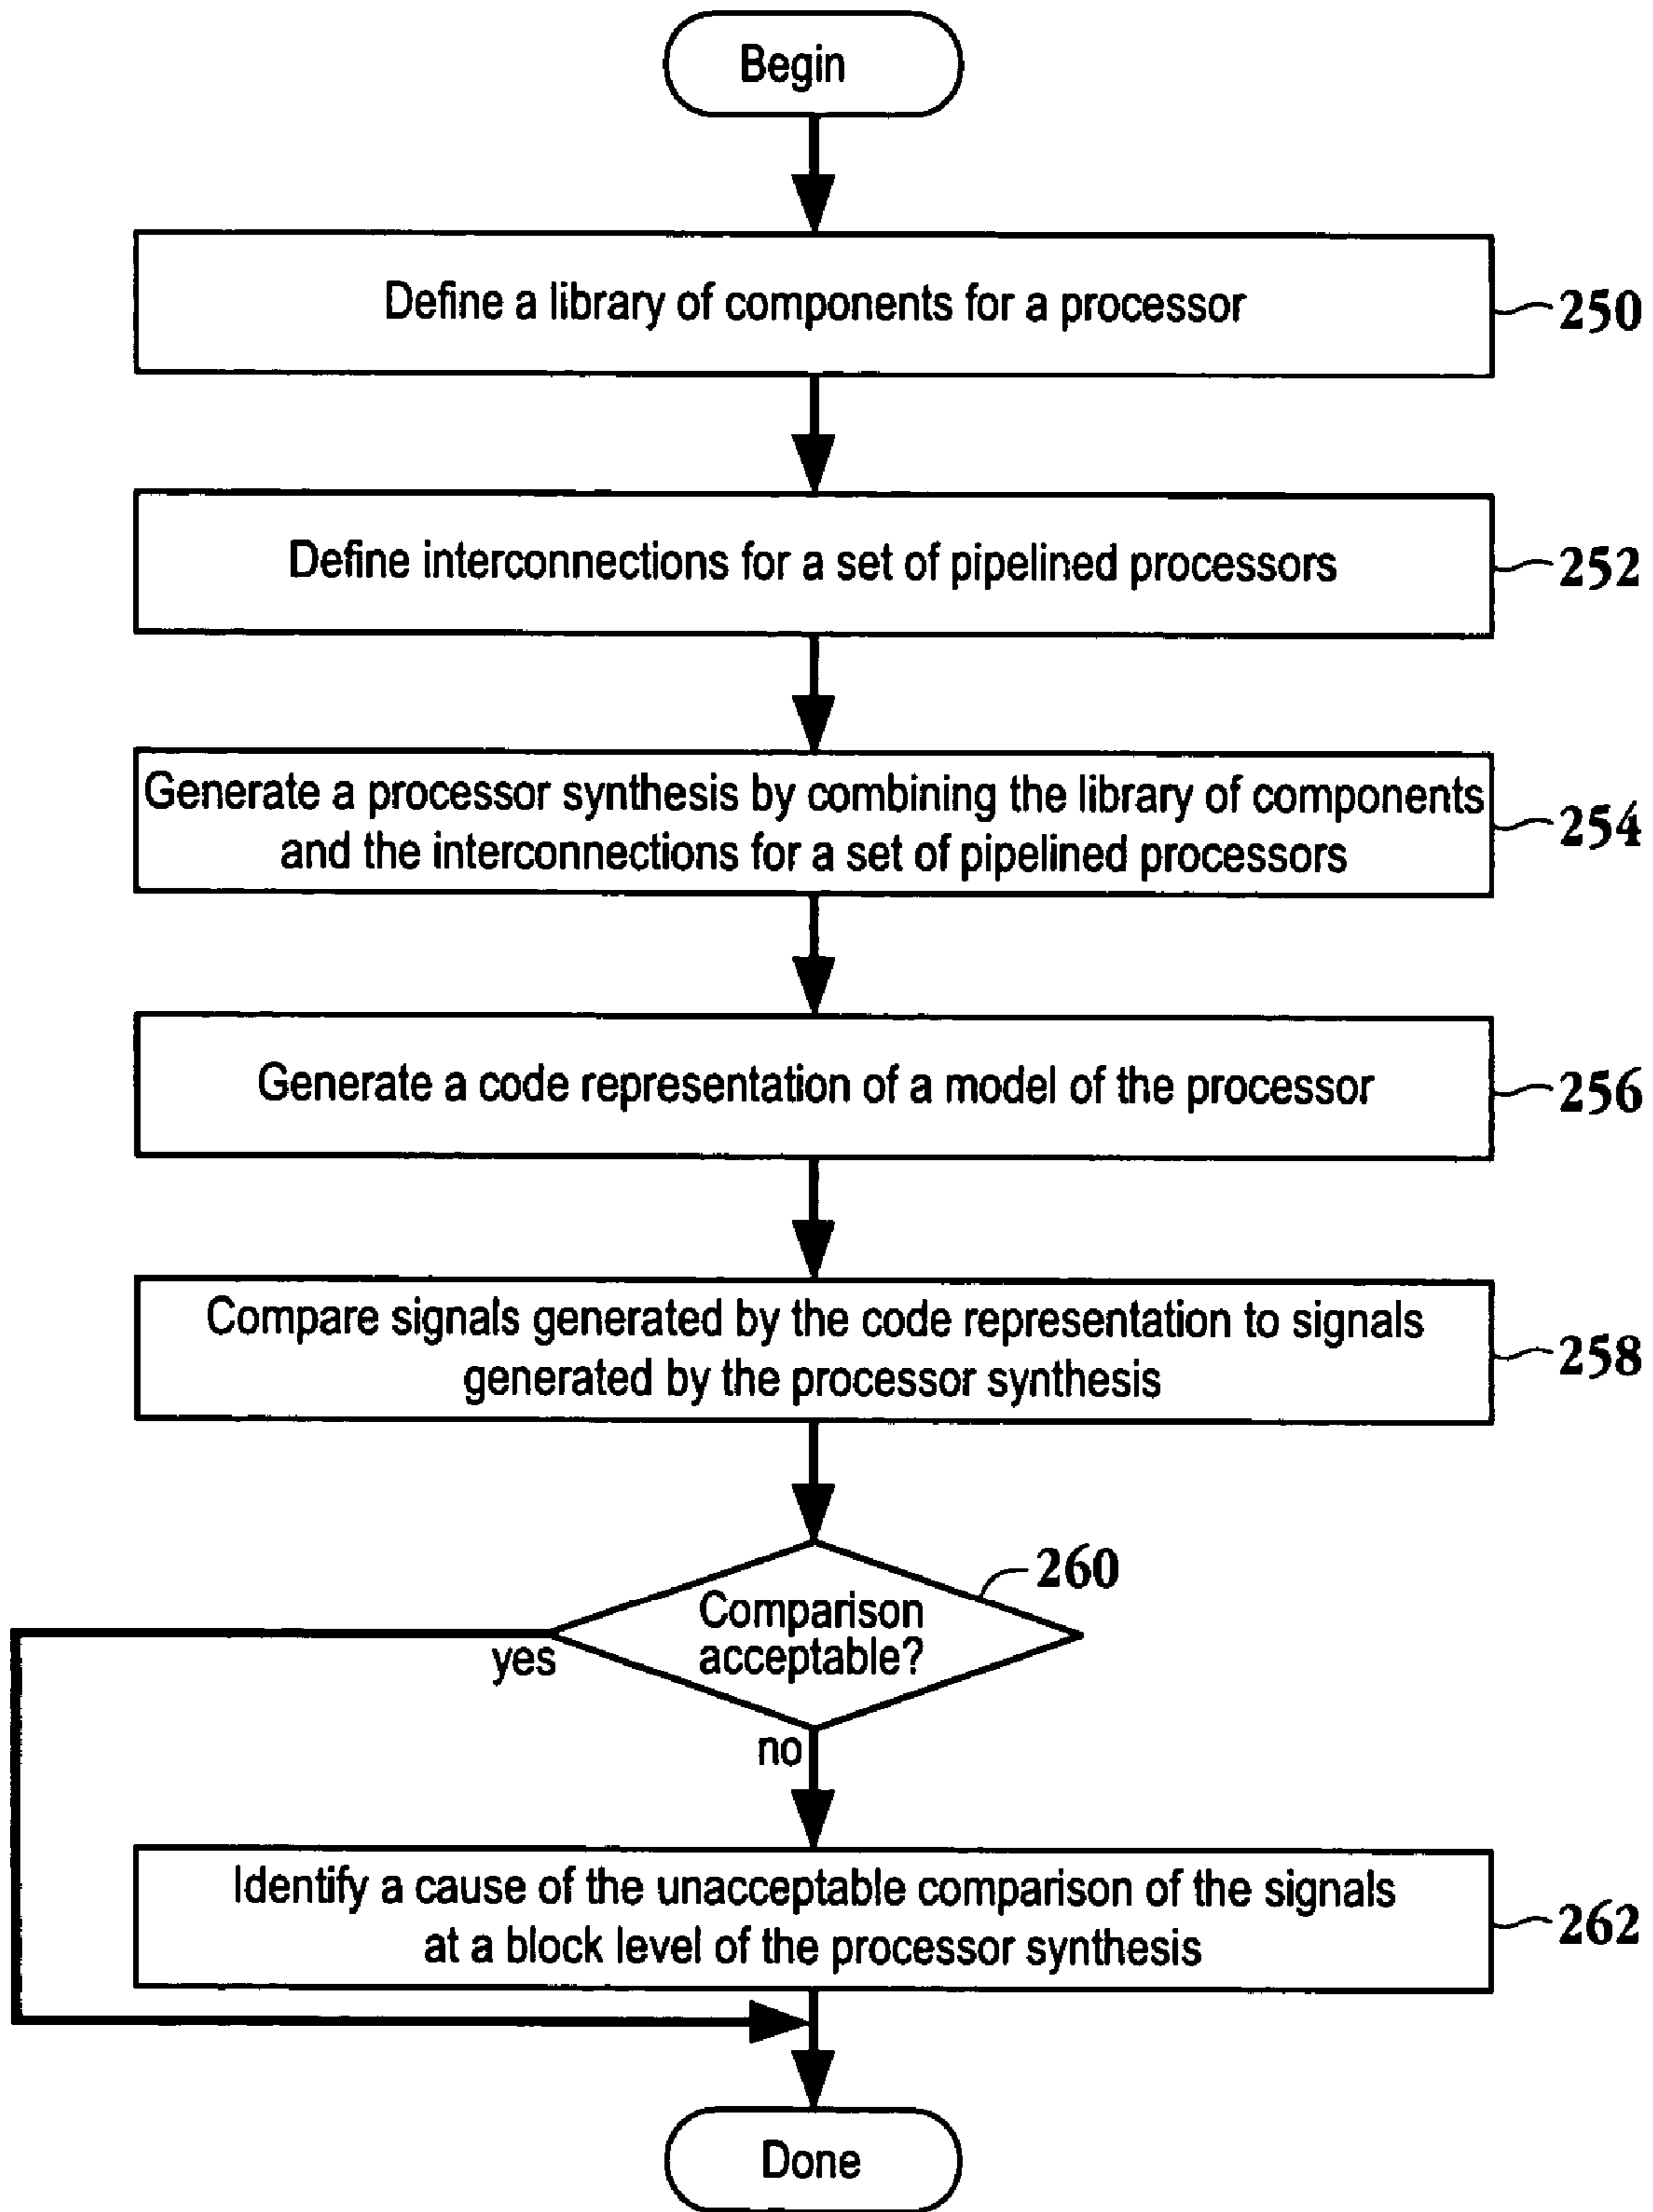 Begin
Define a library of components for a processor
250
Define interconnections for a set of pipelined processors
252
Generate a processor synthesis by combining the library of components
and the interconnections for a set of pipelined processors
254
Generate a code representation of a model of the processor
256
Compare signals generated by the code representation to signals
generated by the processor synthesis
258
260
Comparison
acceptable?
yes
no
Identify a cause of the unacceptable comparison of the signals
at a block level of the processor synthesis
262
Done